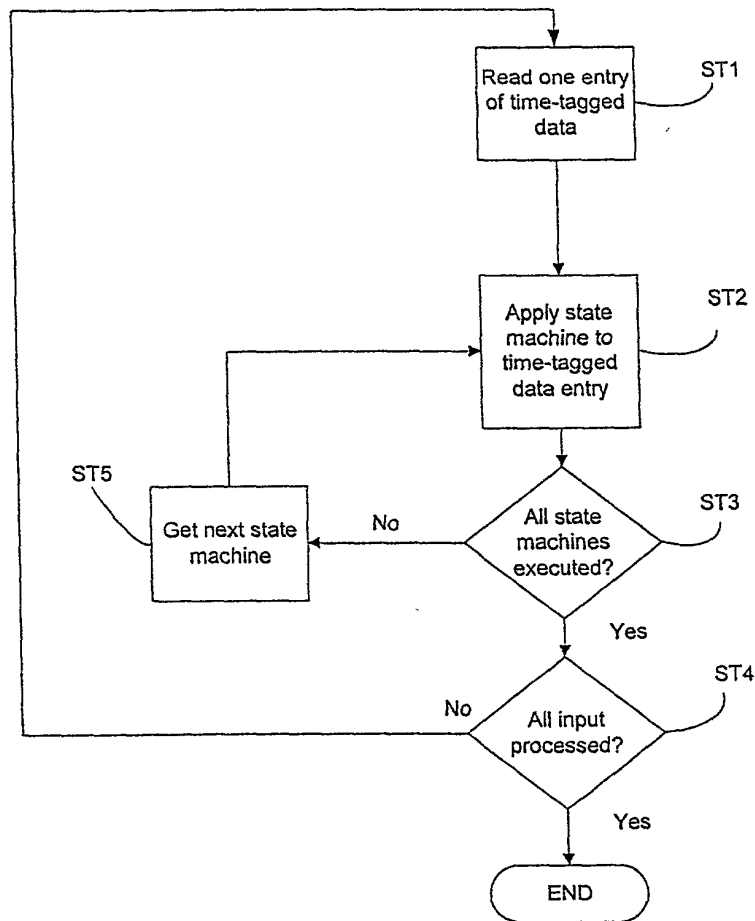 Read one entry
of time-tagged
data
ST1
Apply state
machine to
time-tagged
data entry
ST2
ST5
Get next state
machine
No
All state
machines
executed?
ST3
Yes
No
All input
processed?
ST4
Yes
END